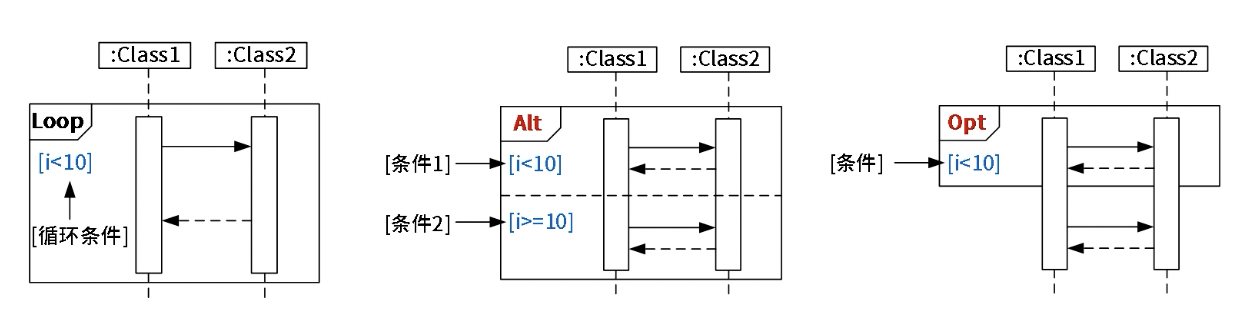 :Class1
:Class2
Loop
[i<10]
[循环条件]
:Class1
:Class2
Alt
[条件1]
[i<10]
[条件2]
[i>=10]
:Class1
:Class2
Opt
[条件]
[i<10]